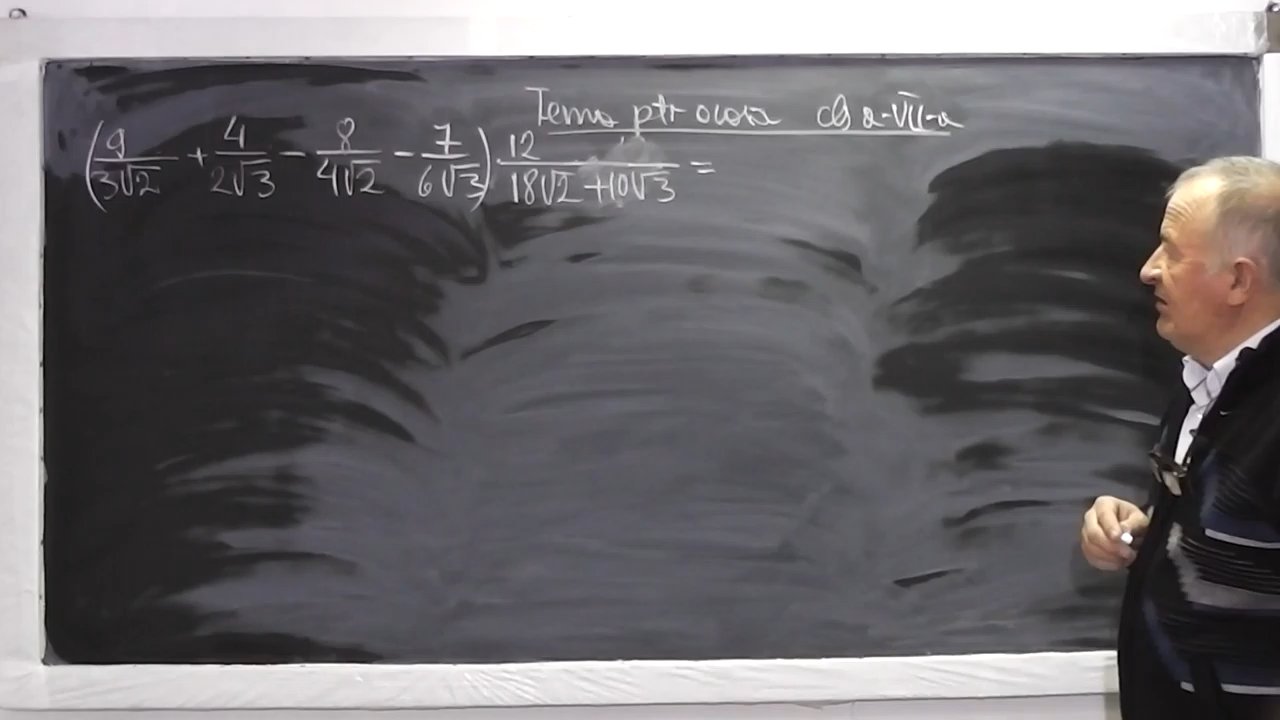 Temă ptr acasă cls a-VII-a
(9/(3√2) + 4/(2√3) − 8/(4√2) − 7/(6√3)) · 12/(18√2 + 10√3) =